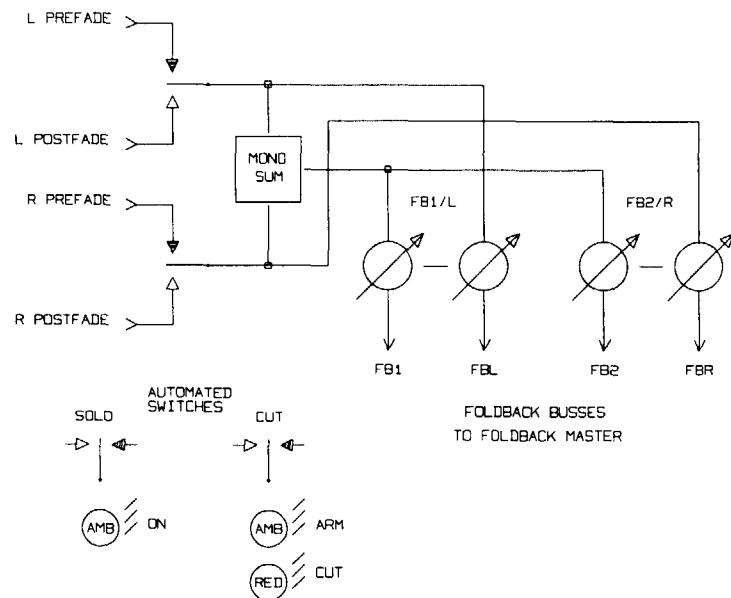 L PREFADE
L POSTFADE
MONO
SUM
R PREFADE
FB1/L
FB2/R
R POSTFADE
FB1
FBL
FB2
FBR
AUTOMATED
SWITCHES
FOLDBACK BUSSES
TO FOLDBACK MASTER
SOLO
CUT
AMB
ON
AMB
ARM
RED
CUT